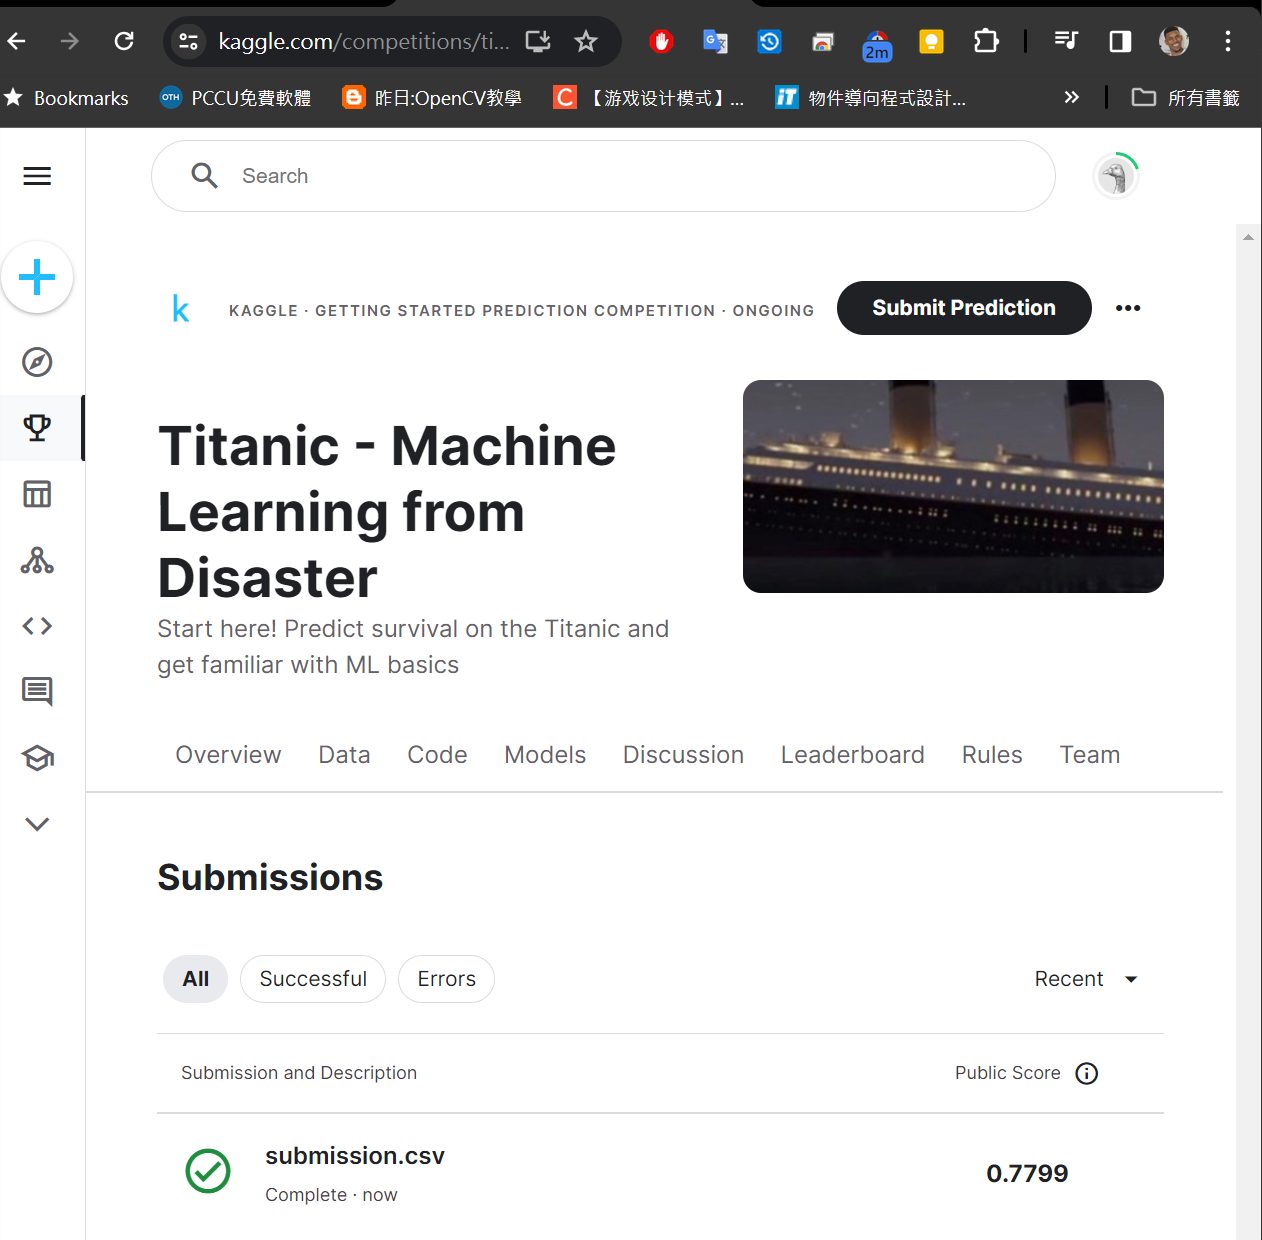 kaggle.com/competitions/ti...
2m
Bookmarks
OTH PCCU免費軟體
昨日:OpenCV教學
C 【游戏设计模式】...
iT 物件導向程式設計...
所有書籤
Search
k
KAGGLE · GETTING STARTED PREDICTION COMPETITION · ONGOING
Submit Prediction
Titanic - Machine
Learning from
Disaster
Start here! Predict survival on the Titanic and
get familiar with ML basics
Overview Data Code Models Discussion Leaderboard Rules Team
Submissions
All Successful Errors Recent
Submission and Description Public Score
submission.csv
Complete · now
0.7799